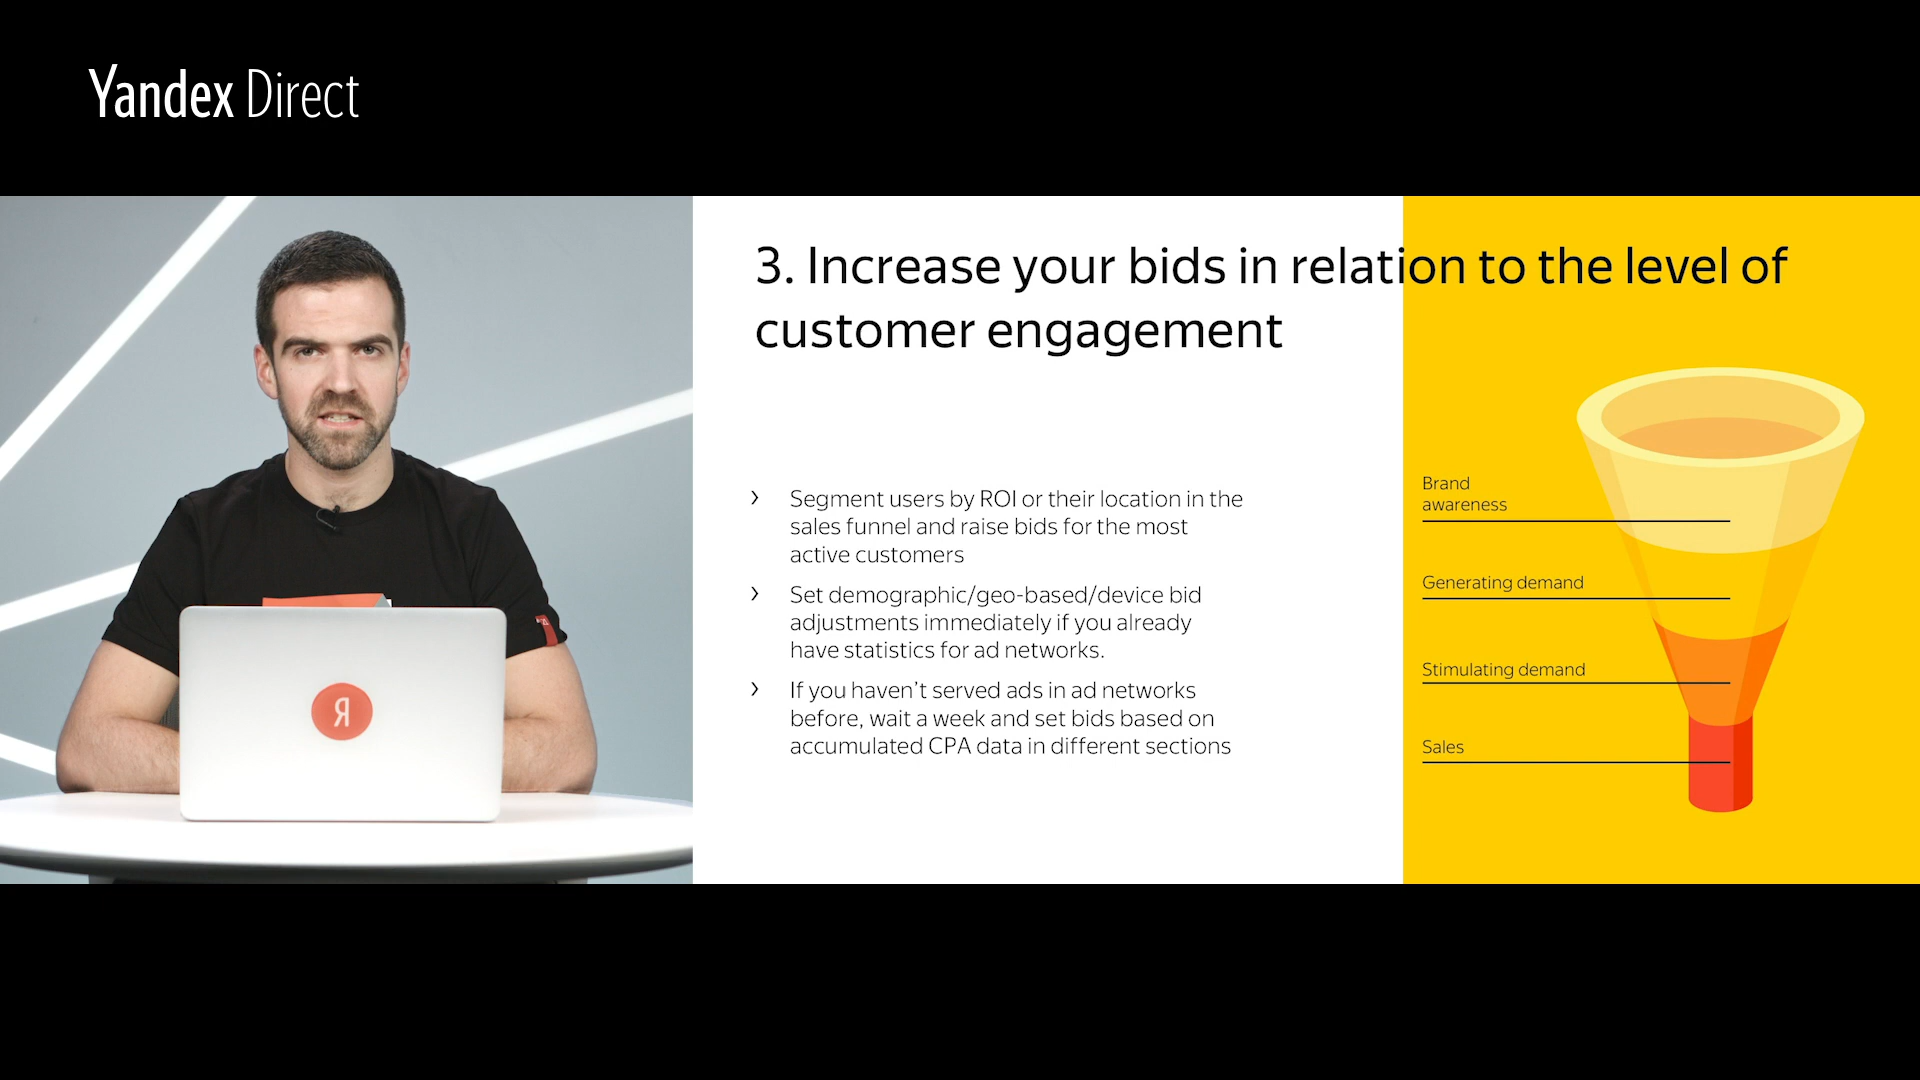 Yandex Direct
3. Increase your bids in relation to the level of
customer engagement
› Segment users by ROI or their location in the
sales funnel and raise bids for the most
active customers
› Set demographic/geo-based/device bid
adjustments immediately if you already
have statistics for ad networks.
› If you haven’t served ads in ad networks
before, wait a week and set bids based on
accumulated CPA data in different sections
Brand
awareness
Generating demand
Stimulating demand
Sales
Я